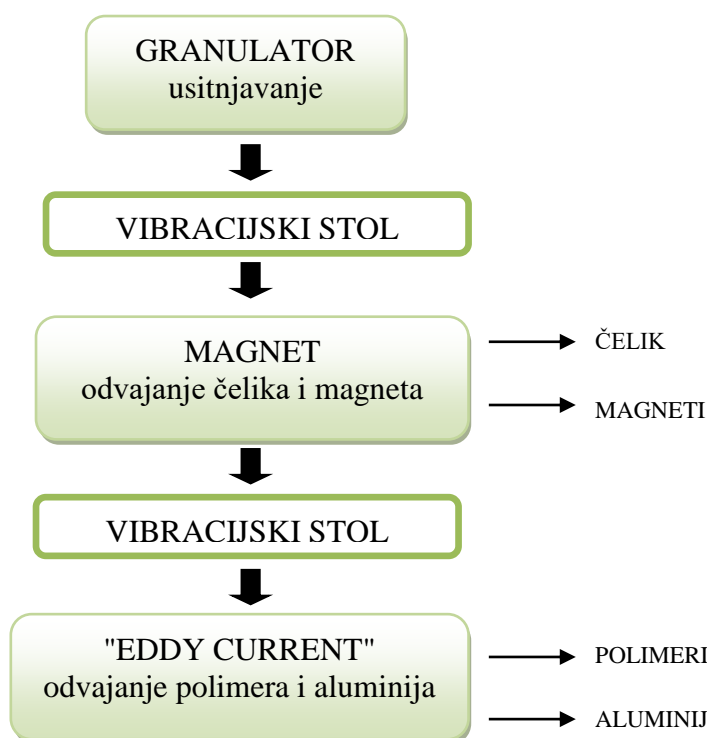 GRANULATOR
usitnjavanje
VIBRACIJSKI STOL
MAGNET
odvajanje čelika i magneta
ČELIK
MAGNETI
VIBRACIJSKI STOL
"EDDY CURRENT"
odvajanje polimera i aluminija
POLIMERI
ALUMINIJ